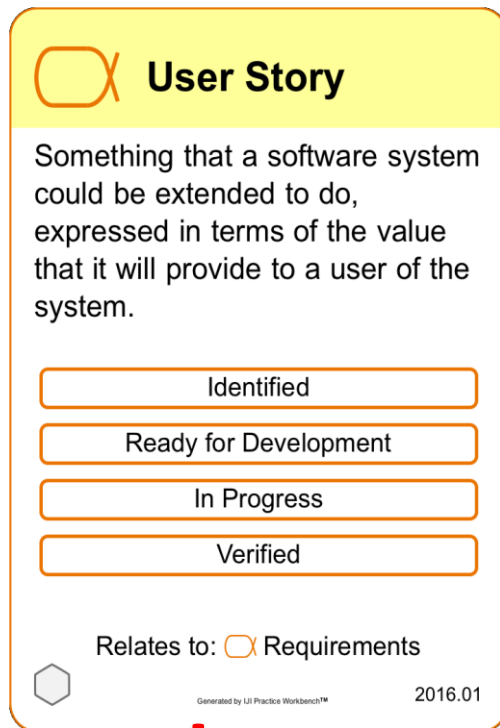 User Story
Something that a software system
could be extended to do,
expressed in terms of the value
that it will provide to a user of the
system.
Identified
Ready for Development
In Progress
Verified
Relates to: Requirements
Generated by IJI Practice Workbench™
2016.01